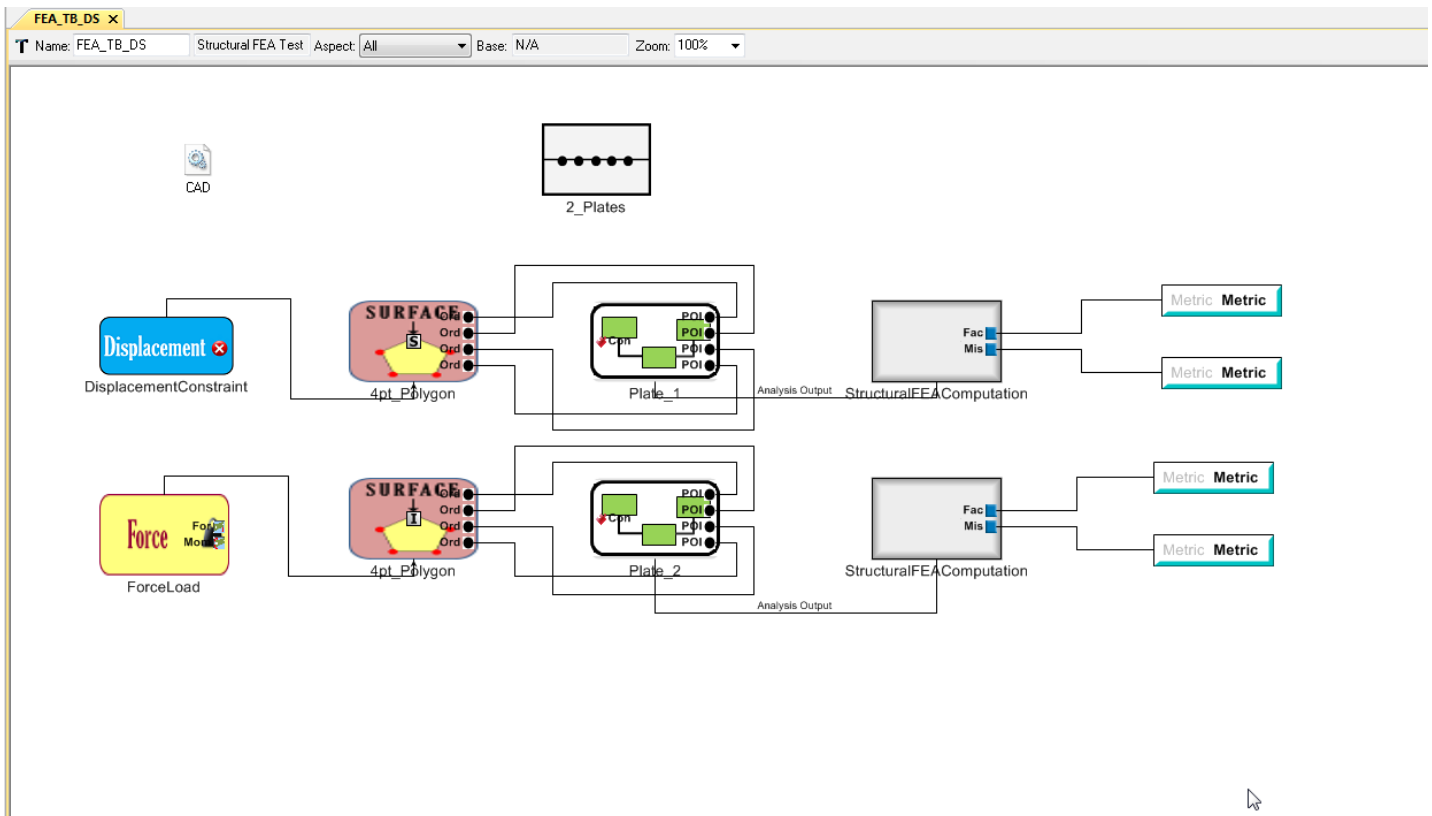 FEA_TB_DS
Name: FEA_TB_DS Structural FEA Test Aspect: All Base: N/A Zoom: 100%
CAD
2_Plates
Displacement
DisplacementConstraint
SURFACE
Ord
Ord
Ord
Ord
S
4pt_Polygon
Con
POI
POI
POI
POI
Plate_1
Analysis Output
Fac
Mis
StructuralFEAComputation
Metric Metric
Metric Metric
Force
For
Mod
ForceLoad
SURFACE
Ord
Ord
Ord
Ord
I
4pt_Polygon
Con
POI
POI
POI
POI
Plate_2
Analysis Output
Fac
Mis
StructuralFEAComputation
Metric Metric
Metric Metric